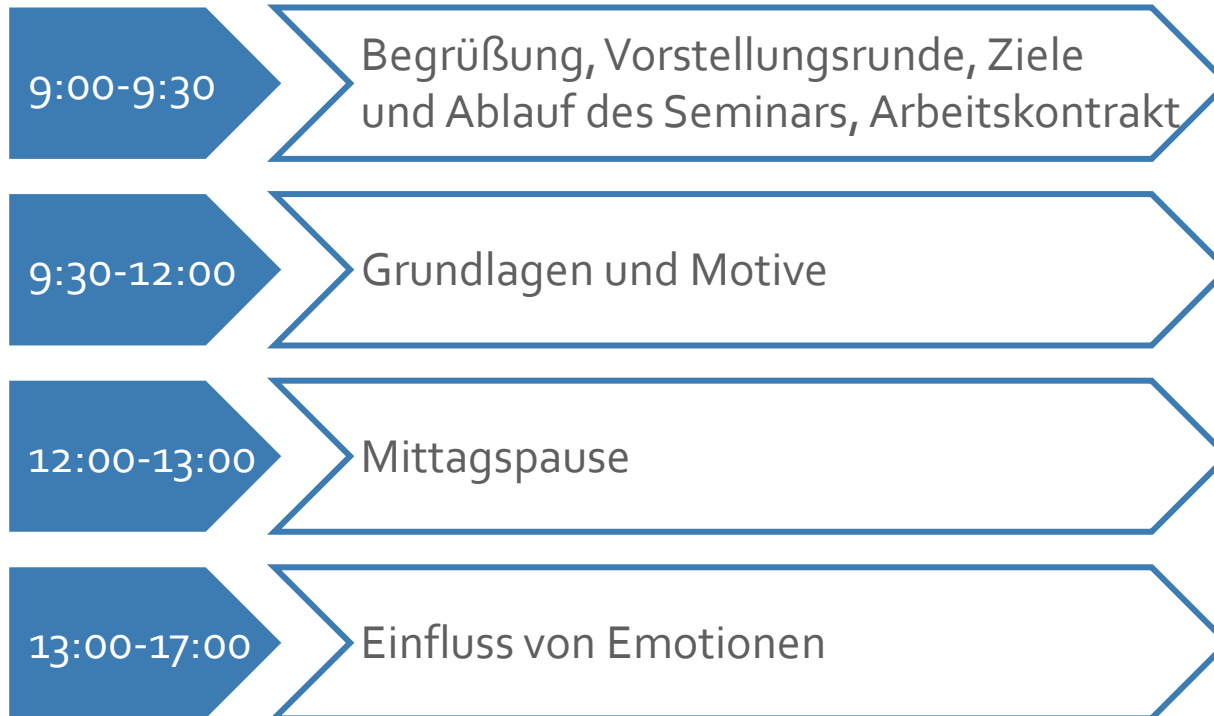 9:00-9:30
Begrüßung, Vorstellungsrunde, Ziele
und Ablauf des Seminars, Arbeitskontrakt
9:30-12:00
Grundlagen und Motive
12:00-13:00
Mittagspause
13:00-17:00
Einfluss von Emotionen